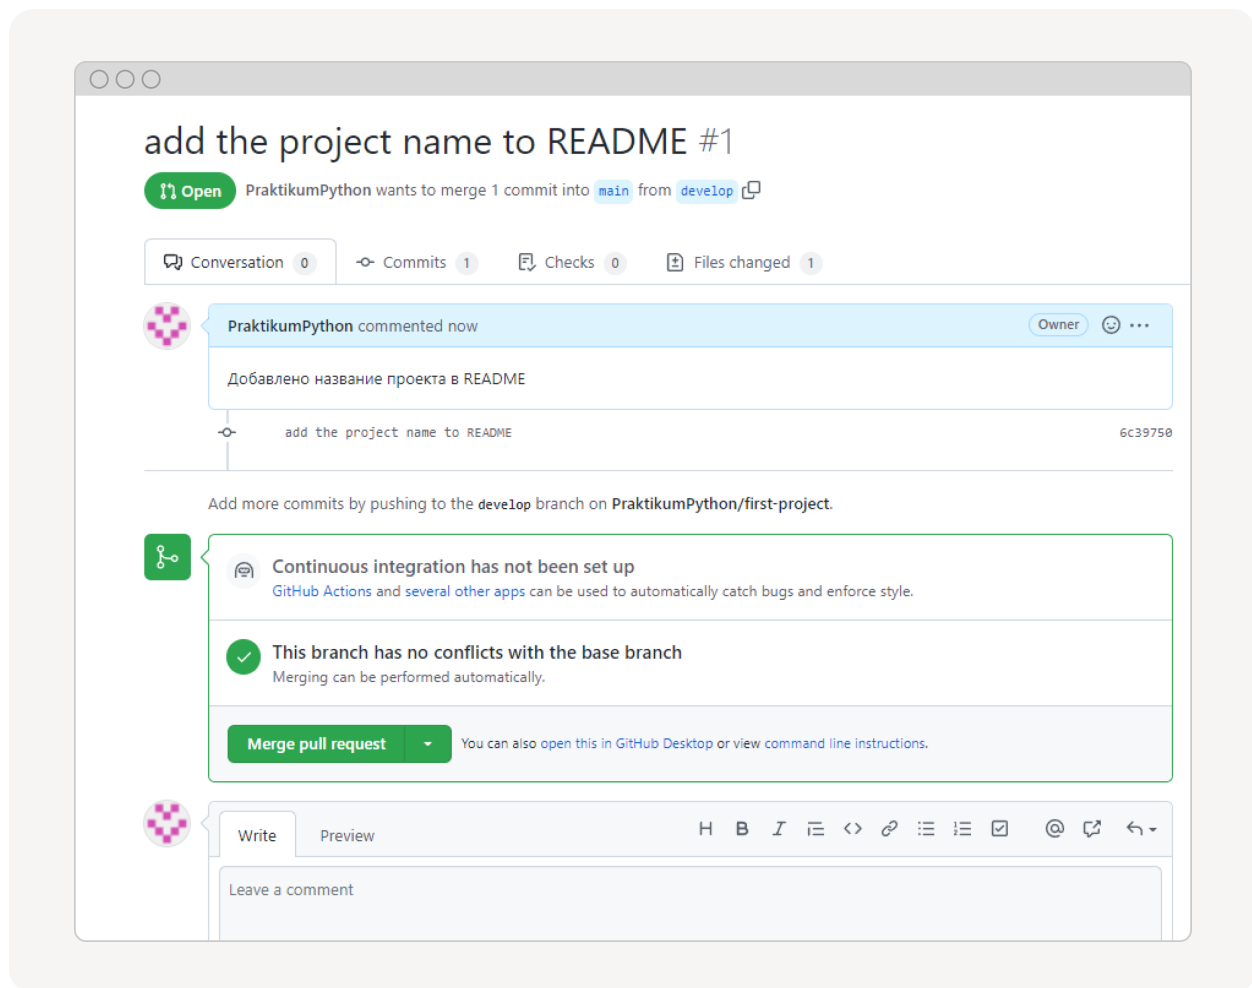 add the project name to README #1
Open PraktikumPython wants to merge 1 commit into main from develop
Conversation 0 Commits 1 Checks 0 Files changed 1
PraktikumPython commented now Owner
Добавлено название проекта в README
add the project name to README 6c39750
Add more commits by pushing to the develop branch on PraktikumPython/first-project.
Continuous integration has not been set up
GitHub Actions and several other apps can be used to automatically catch bugs and enforce style.
This branch has no conflicts with the base branch
Merging can be performed automatically.
Merge pull request You can also open this in GitHub Desktop or view command line instructions.
Write Preview
Leave a comment